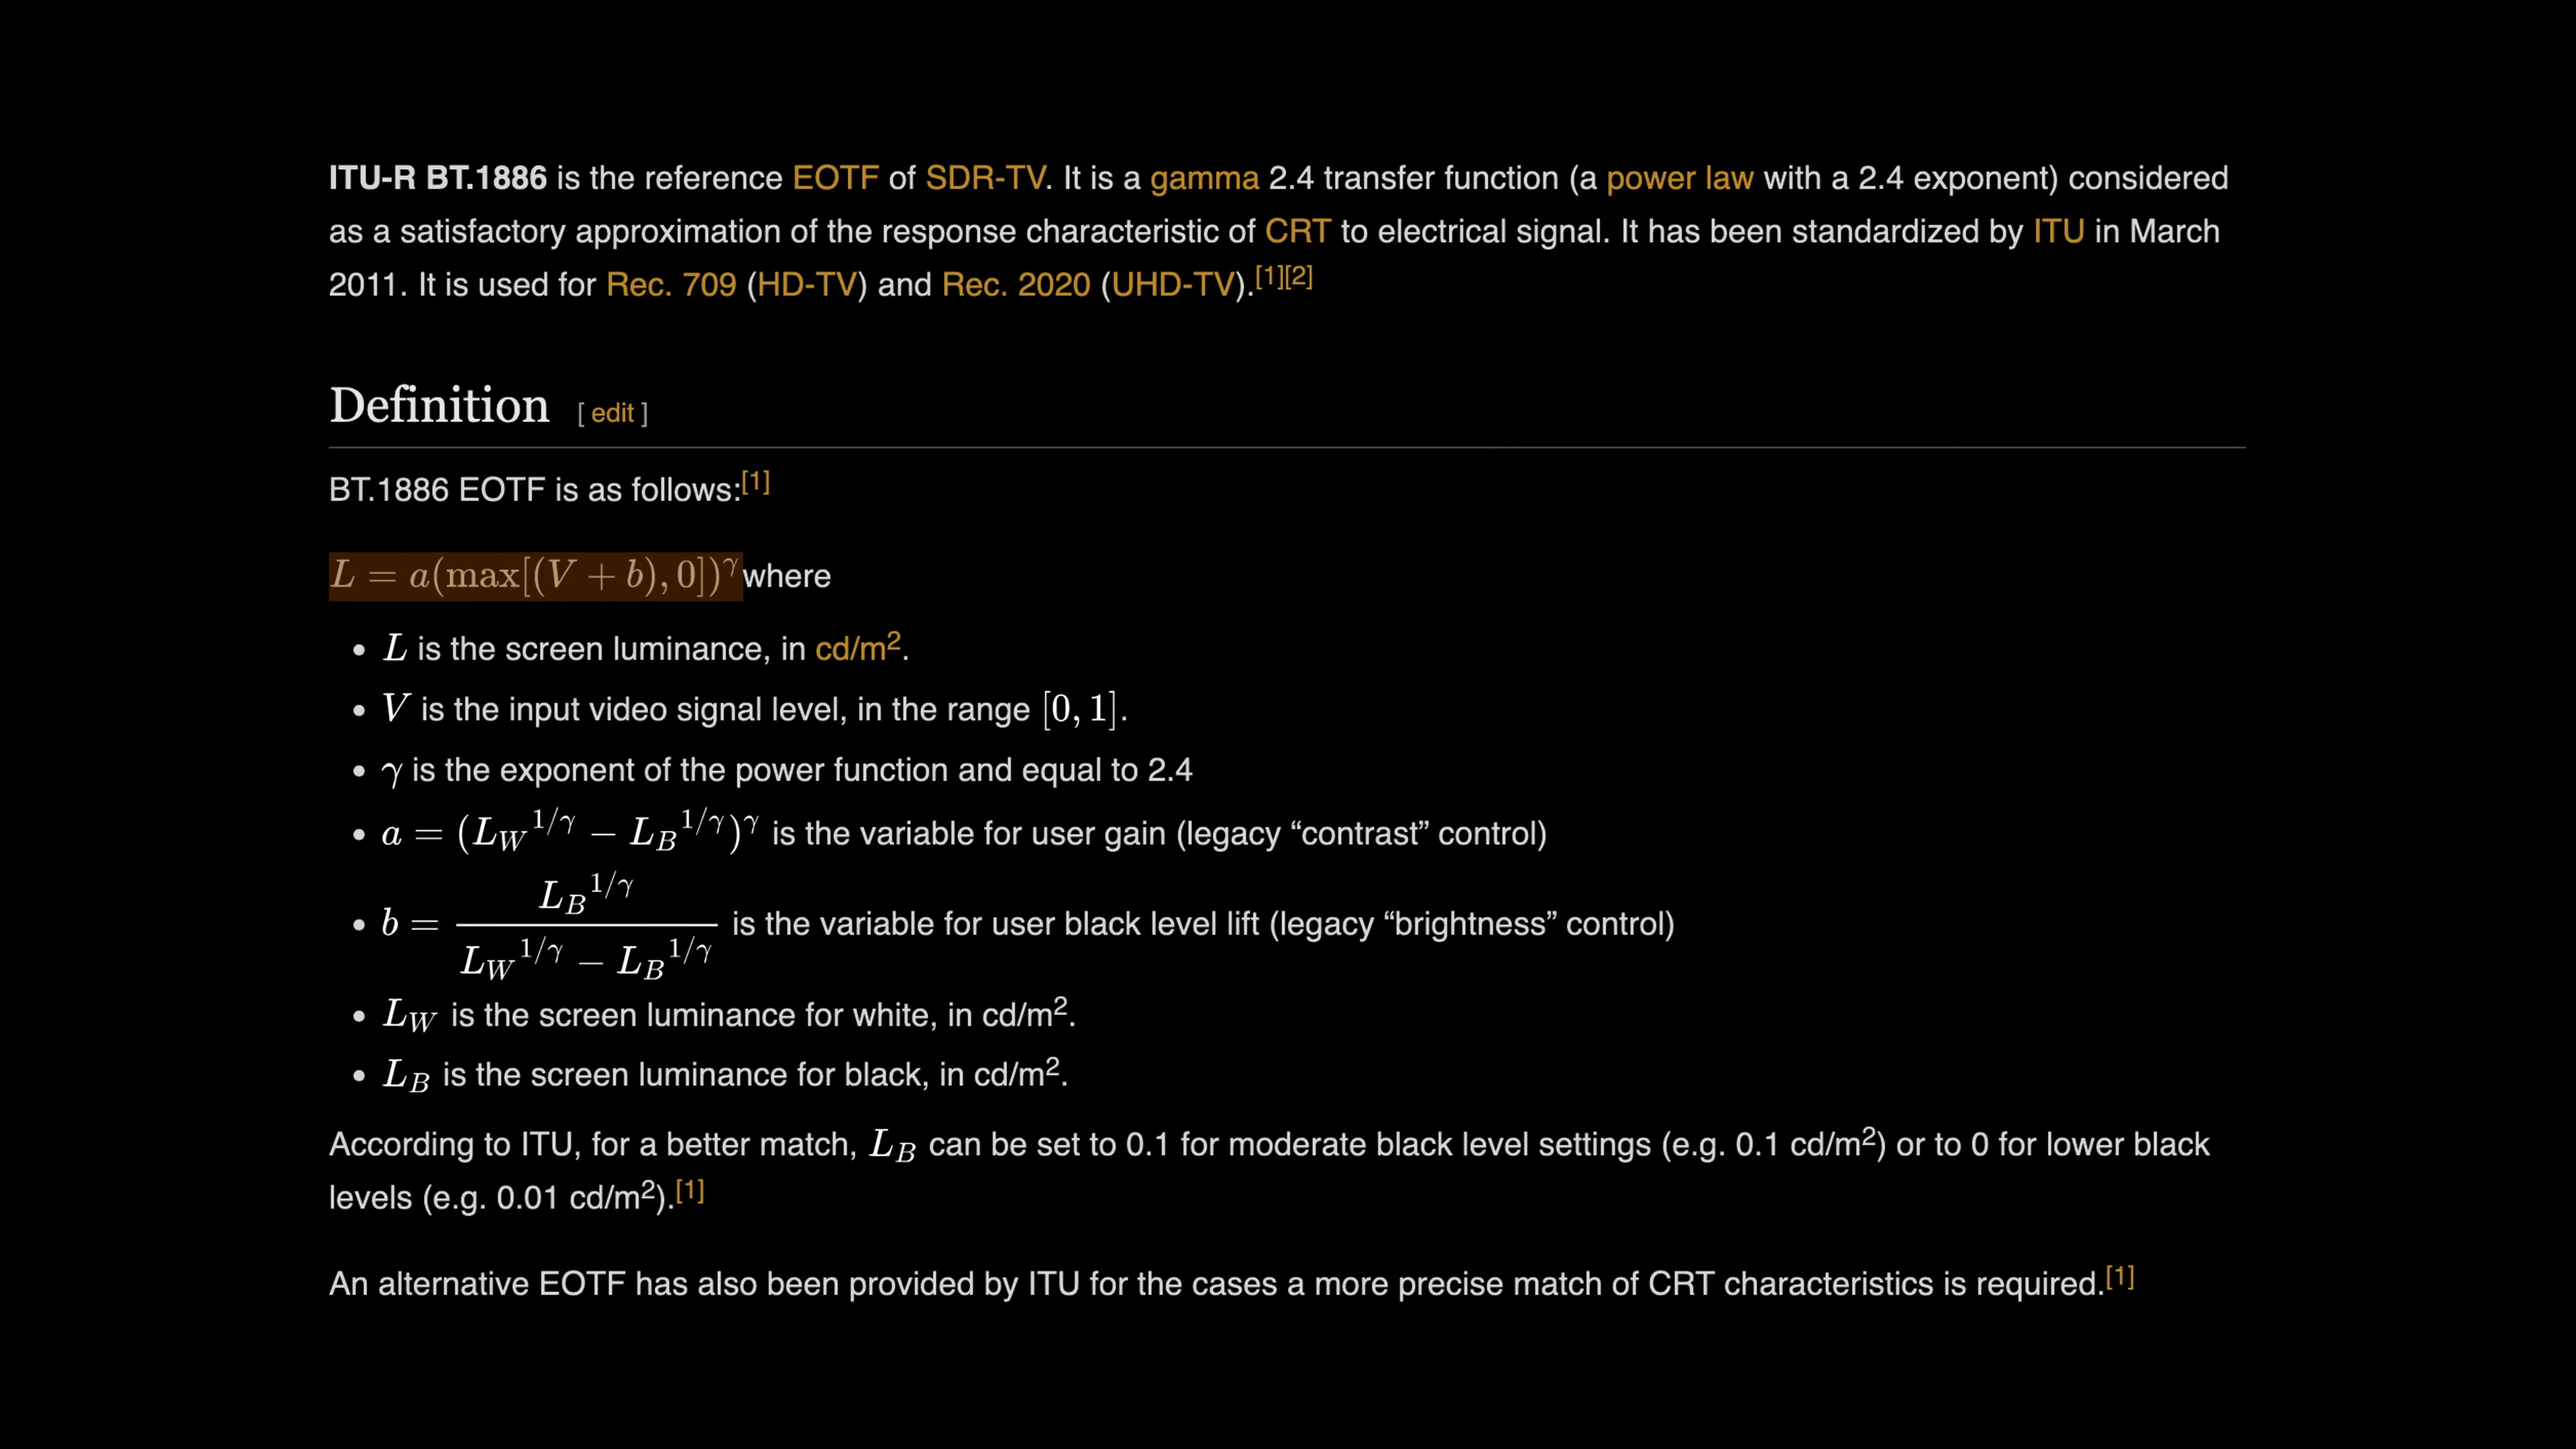 ITU-R BT.1886 is the reference EOTF of SDR-TV. It is a gamma 2.4 transfer function (a power law with a 2.4 exponent) considered
as a satisfactory approximation of the response characteristic of CRT to electrical signal. It has been standardized by ITU in March
2011. It is used for Rec. 709 (HD-TV) and Rec. 2020 (UHD-TV).[1][2]
Definition [ edit ]
BT.1886 EOTF is as follows:[1]
L = a(max[(V + b), 0])^γ where
• L is the screen luminance, in cd/m².
• V is the input video signal level, in the range [0, 1].
• γ is the exponent of the power function and equal to 2.4
• a = (L_W^{1/γ} − L_B^{1/γ})^γ is the variable for user gain (legacy “contrast” control)
• b = L_B^{1/γ} / (L_W^{1/γ} − L_B^{1/γ}) is the variable for user black level lift (legacy “brightness” control)
• L_W is the screen luminance for white, in cd/m².
• L_B is the screen luminance for black, in cd/m².
According to ITU, for a better match, L_B can be set to 0.1 for moderate black level settings (e.g. 0.1 cd/m²) or to 0 for lower black
levels (e.g. 0.01 cd/m²).[1]
An alternative EOTF has also been provided by ITU for the cases a more precise match of CRT characteristics is required.[1]